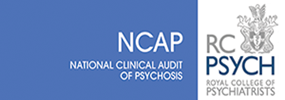 NCAP
NATIONAL CLINICAL AUDIT
OF PSYCHOSIS
RC
PSYCH
ROYAL COLLEGE OF
PSYCHIATRISTS